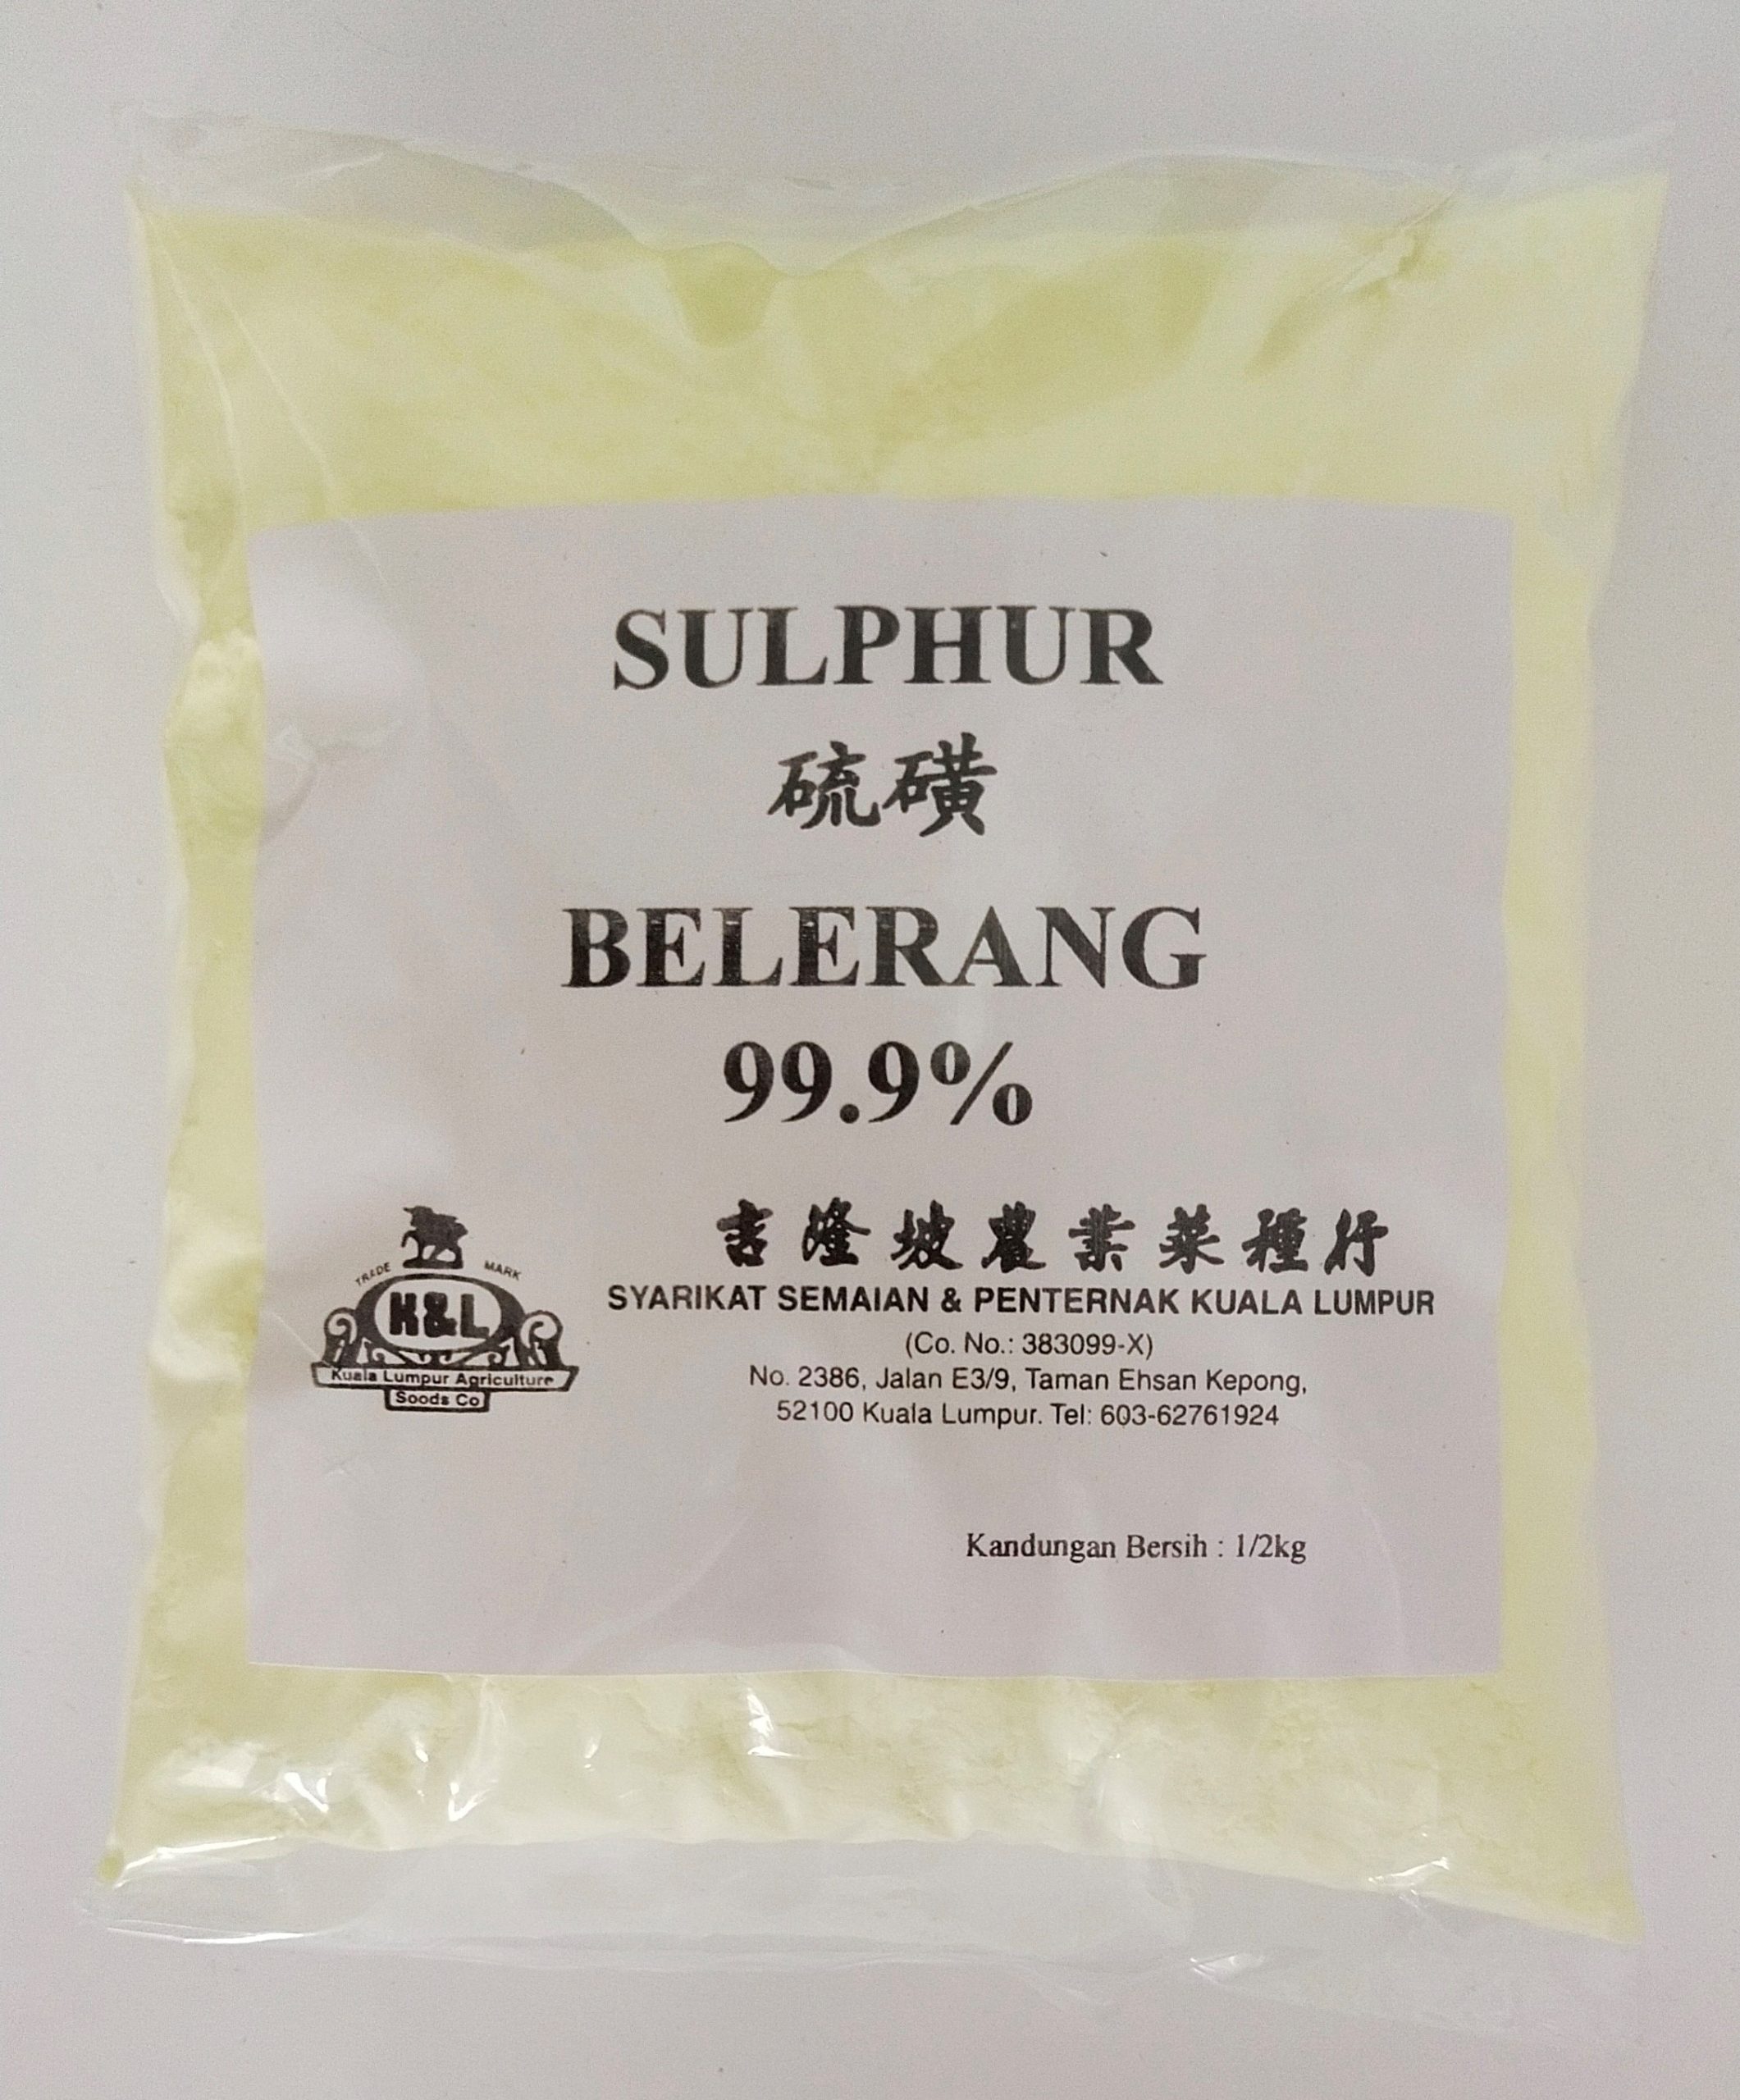 SULPHUR
硫磺
BELERANG
99.9%
吉隆坡農業菜種行
SYARIKAT SEMAIAN & PENTERNAK KUALA LUMPUR
(Co. No.: 383099-X)
No. 2386, Jalan E3/9, Taman Ehsan Kepong,
52100 Kuala Lumpur. Tel: 603-62761924
TRADE MARK
K&L
Kuala Lumpur Agriculture
Soods Co
Kandungan Bersih : 1/2kg